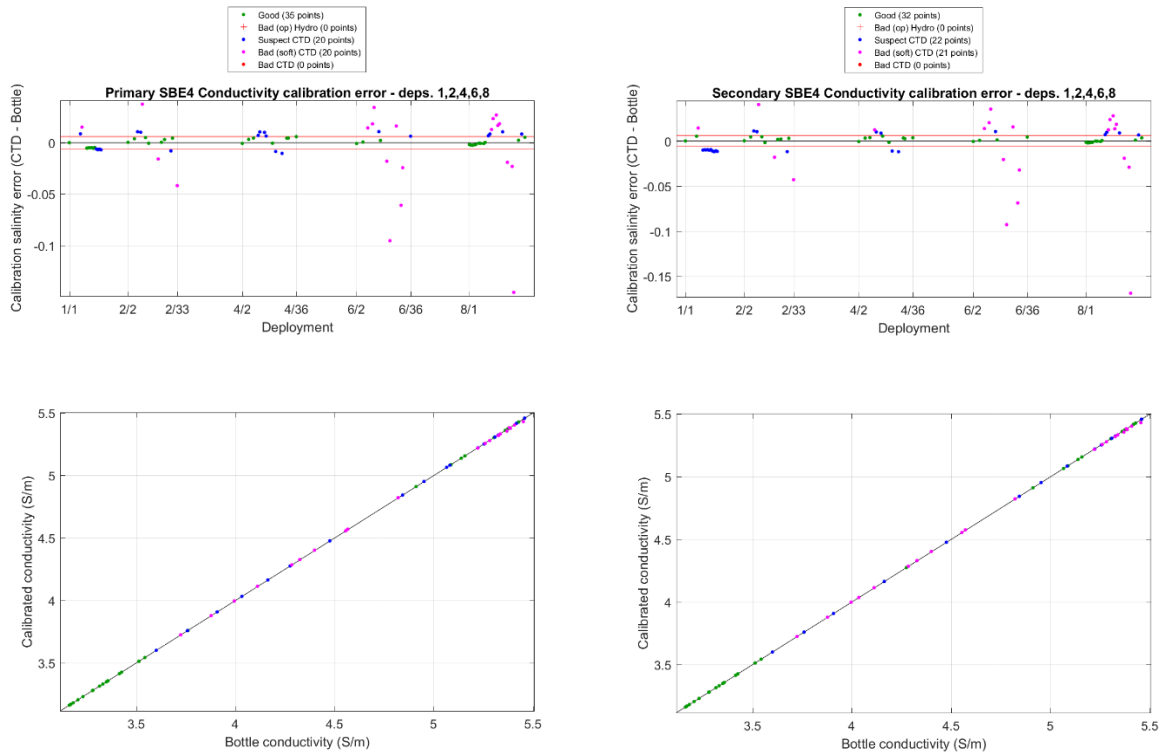 Good (35 points)
Bad (op) Hydro (0 points)
Suspect CTD (20 points)
Bad (soft) CTD (20 points)
Bad CTD (0 points)
Primary SBE4 Conductivity calibration error - deps. 1,2,4,6,8
Calibration salinity error (CTD - Bottle)
0.05
0
-0.05
-0.1
1/1
2/2
2/33
4/2
4/36
6/2
6/36
8/1
Deployment
Good (32 points)
Bad (op) Hydro (0 points)
Suspect CTD (22 points)
Bad (soft) CTD (21 points)
Bad CTD (0 points)
Secondary SBE4 Conductivity calibration error - deps. 1,2,4,6,8
Calibration salinity error (CTD - Bottle)
0.05
0
-0.05
-0.1
-0.15
1/1
2/2
2/33
4/2
4/36
6/2
6/36
8/1
Deployment
Calibrated conductivity (S/m)
5.5
5
4.5
4
3.5
3.5
4
4.5
5
5.5
Bottle conductivity (S/m)
Calibrated conductivity (S/m)
5.5
5
4.5
4
3.5
3.5
4
4.5
5
5.5
Bottle conductivity (S/m)